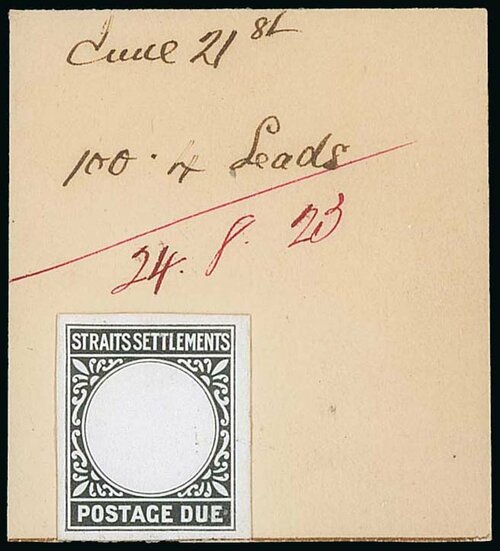 June 21st
100. 4 Leads
24. 8. 23
STRAITS SETTLEMENTS
POSTAGE DUE